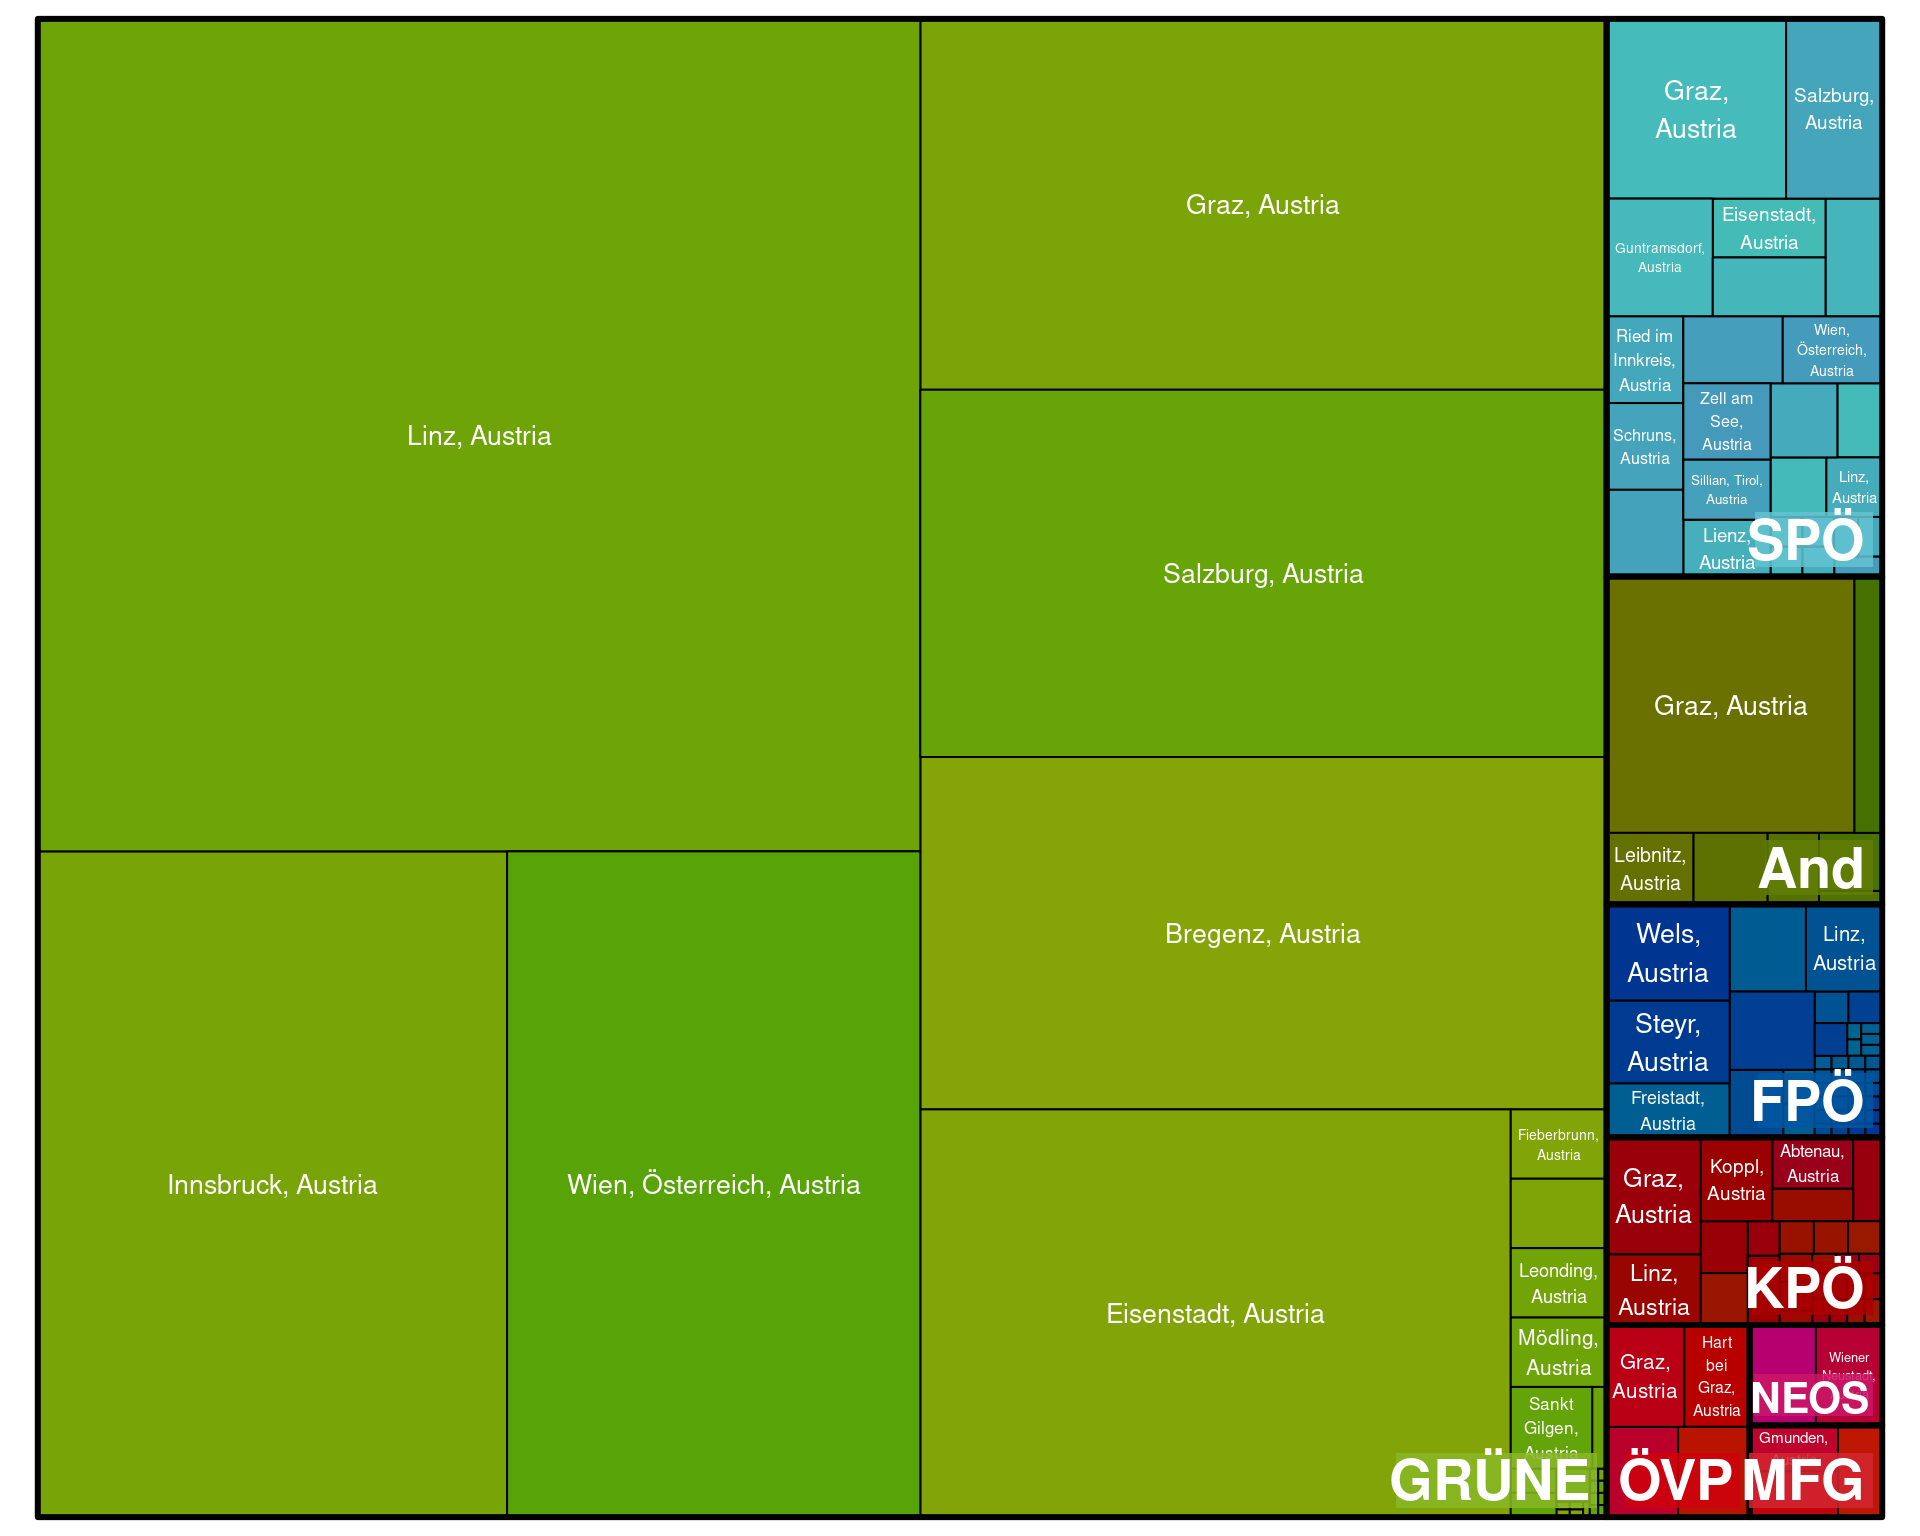 Linz, Austria
Innsbruck, Austria
Wien, Österreich, Austria
Graz, Austria
Salzburg, Austria
Bregenz, Austria
Eisenstadt, Austria
Fieberbrunn,
Austria
Leonding,
Austria
Mödling,
Austria
Sankt
Gilgen,
Austria
GRÜNE
Graz,
Austria
Salzburg,
Austria
Guntramsdorf,
Austria
Eisenstadt,
Austria
Ried im
Innkreis,
Austria
Wien,
Österreich,
Austria
Schruns,
Austria
Zell am
See,
Austria
Sillian, Tirol,
Austria
Linz,
Austria
Lienz,
Austria
SPÖ
Graz, Austria
Leibnitz,
Austria
And
Wels,
Austria
Linz,
Austria
Steyr,
Austria
Freistadt,
Austria
FPÖ
Graz,
Austria
Koppl,
Austria
Abtenau,
Austria
Linz,
Austria
KPÖ
Graz,
Austria
Hart
bei
Graz,
Austria
ÖVP
Wiener
Neustadt,
NEOS
Gmunden,
MFG